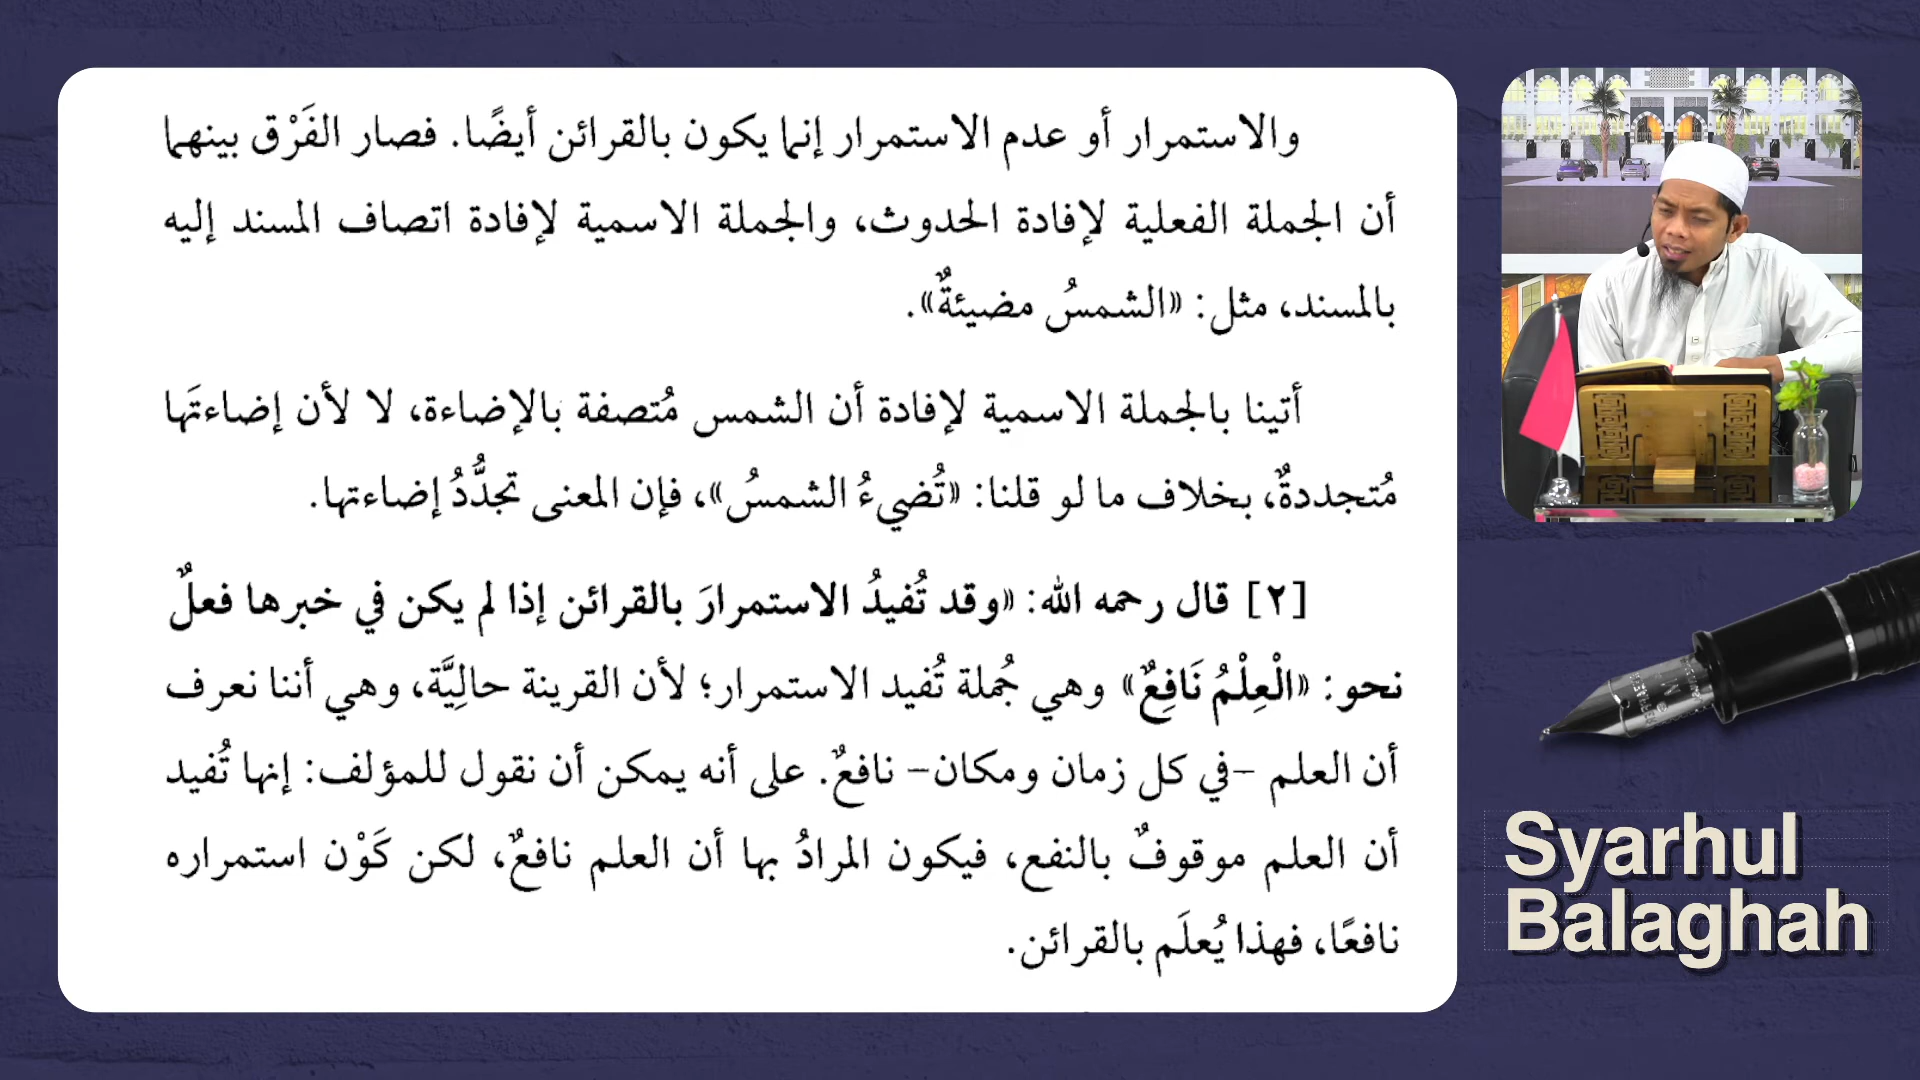 والاستمرار أو عدم الاستمرار إنما يكون بالقرائن أيضًا. فصار الفَرْق بينهما
أن الجملة الفعلية لإفادة الحدوث، والجملة الاسمية لإفادة اتصاف المسند إليه
بالمسند، مثل: «الشمسُ مضيئةٌ».
أتينا بالجملة الاسمية لإفادة أن الشمس مُتصفة بالإضاءة، لا لأن إضاءتَها
مُتجددةٌ، بخلاف ما لو قلنا: «تُضيءُ الشمسُ»، فإن المعنى تجدُّدُ إضاءتها.
[٢] قال رحمه الله: «وقد تُفيدُ الاستمرارَ بالقرائن إذا لم يكن في خبرها فعلٌ
نحو: «الْعِلْمُ نَافِعٌ» وهي جُملة تُفيد الاستمرار؛ لأن القرينة حالِيَّة، وهي أننا نعرف
أن العلم -في كل زمان ومكان- نافعٌ. على أنه يمكن أن نقول للمؤلف: إنها تُفيد
أن العلم موقوفٌ بالنفع، فيكون المرادُ بها أن العلم نافعٌ، لكن كَوْن استمراره
نافعًا، فهذا يُعلَم بالقرائن.
Syarhul
Balaghah